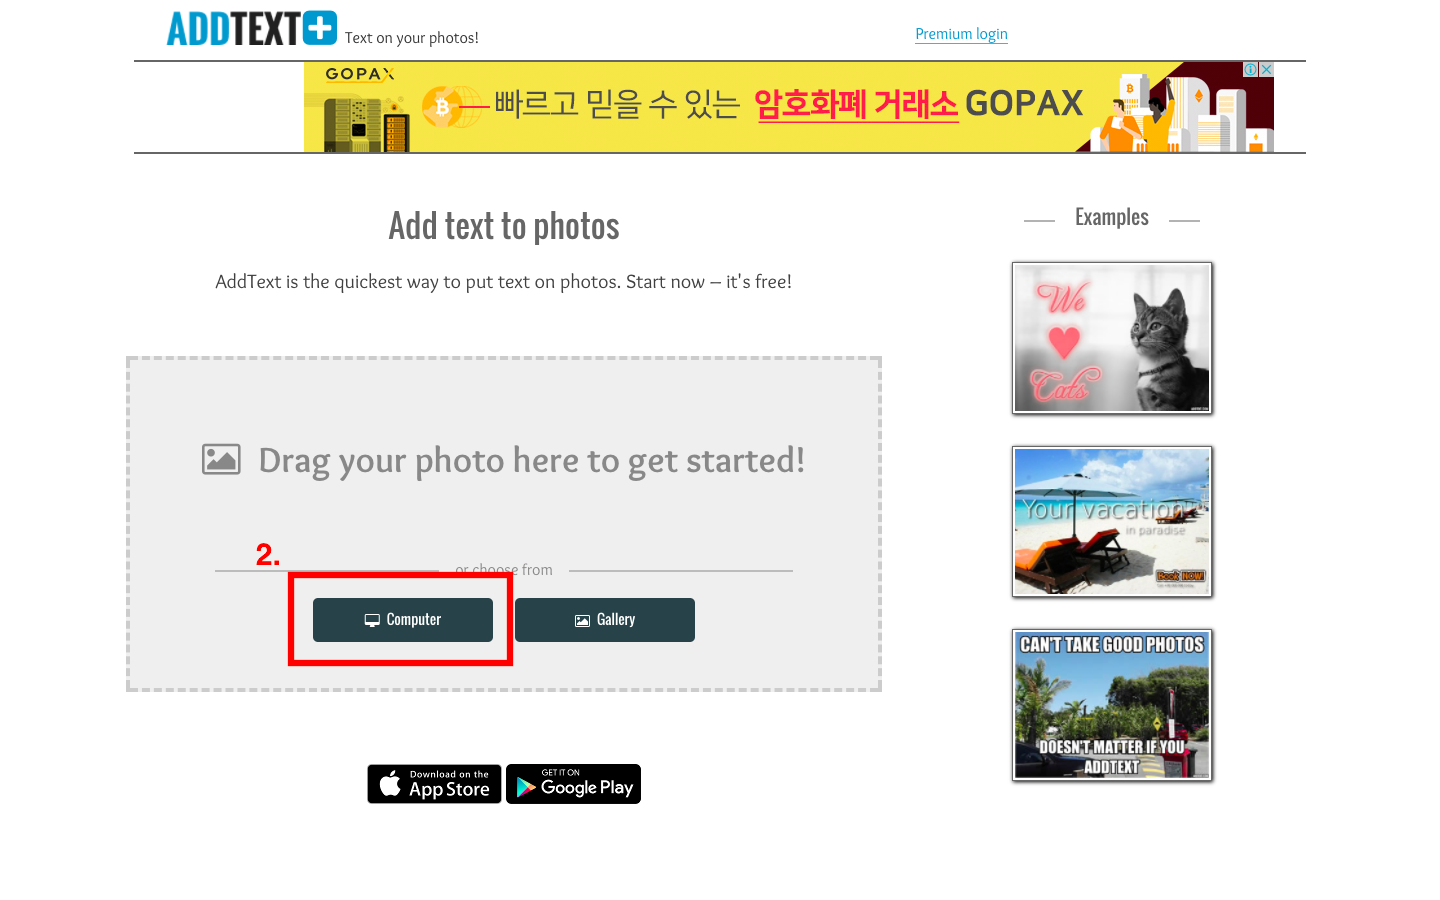 ADDTEXT
Text on your photos!
Premium login
GOPAX
빠르고 믿을 수 있는 암호화폐 거래소 GOPAX
Add text to photos
AddText is the quickest way to put text on photos. Start now – it's free!
Drag your photo here to get started!
2.
or choose from
Computer
Gallery
Download on the
App Store
GET IT ON
Google Play
Examples
We
Cats
Your vacation
in paradise
Book NOW!
CAN'T TAKE GOOD PHOTOS
DOESN'T MATTER IF YOU
ADDTEXT